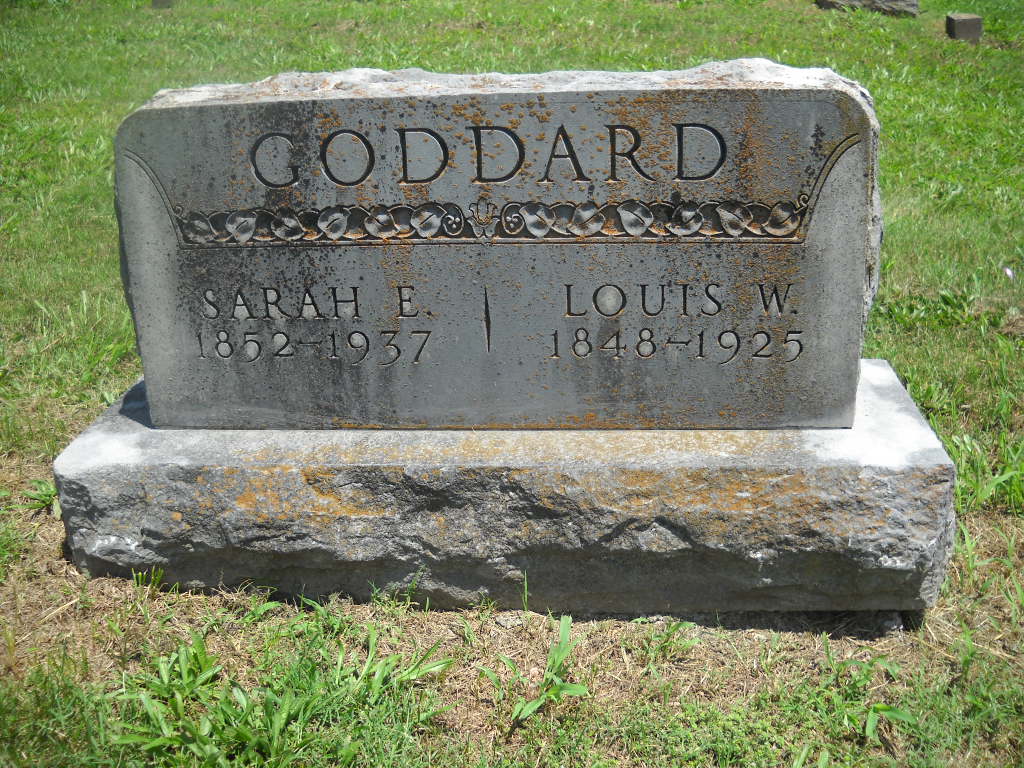 GODDARD
SARAH E.
1852-1937
LOUIS W.
1848-1925